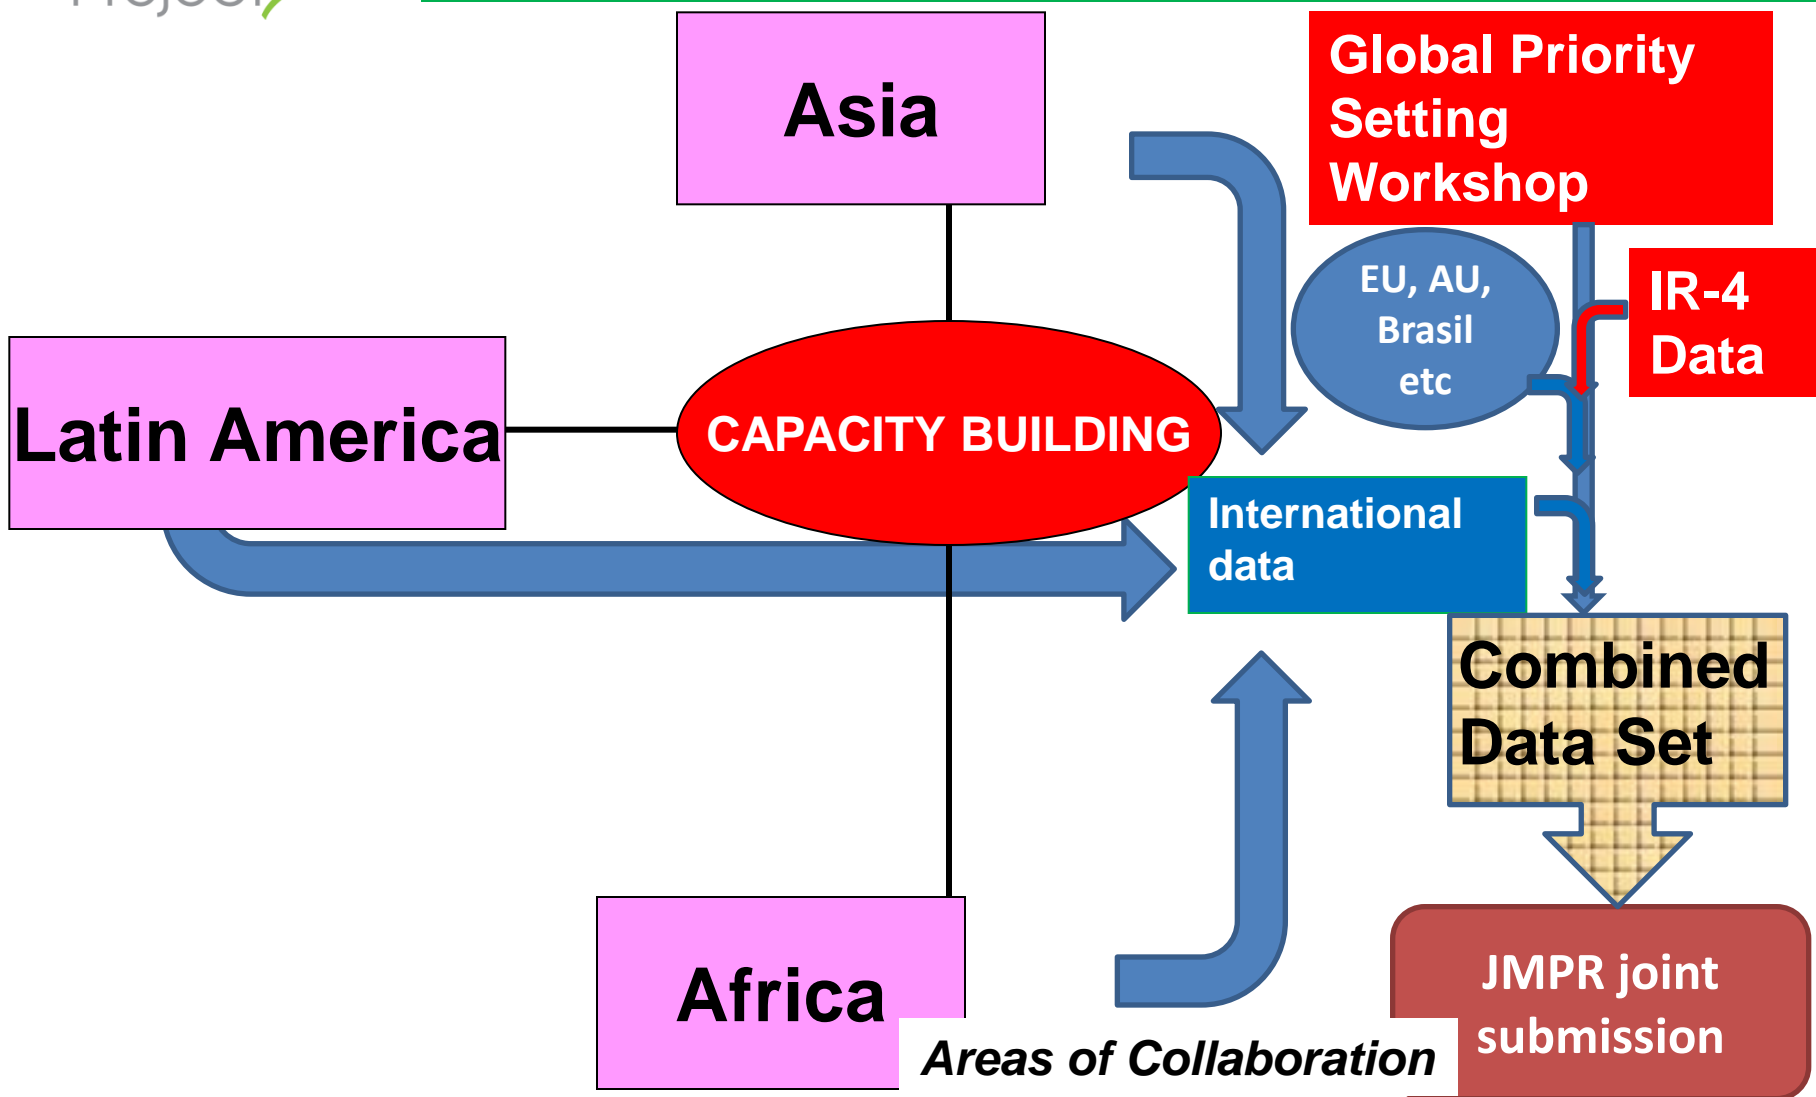 Project
Asia
Global Priority
Setting
Workshop
EU, AU,
Brasil
etc
IR-4
Data
Latin America
CAPACITY BUILDING
International
data
Combined
Data Set
Africa
JMPR joint
submission
Areas of Collaboration